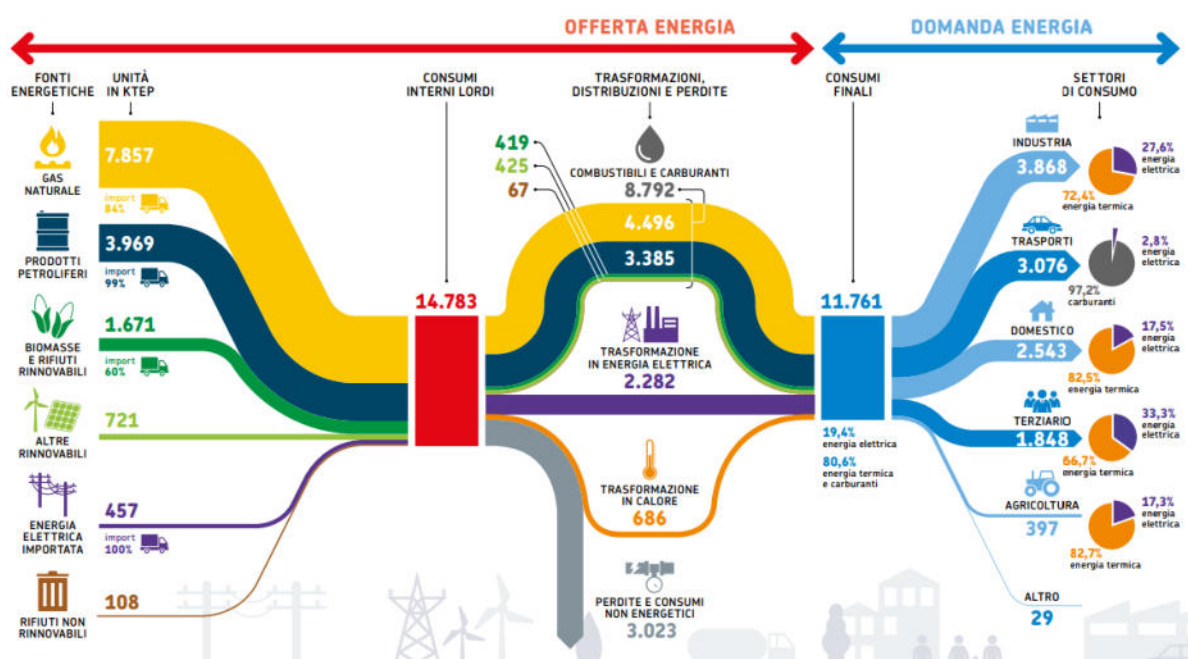 OFFERTA ENERGIA
DOMANDA ENERGIA
FONTI
ENERGETICHE
UNITÀ
IN KTEP
CONSUMI
INTERNI LORDI
TRASFORMAZIONI,
DISTRIBUZIONI E PERDITE
CONSUMI
FINALI
SETTORI
DI CONSUMO
GAS
NATURALE
7.857
import
84%
PRODOTTI
PETROLIFERI
3.969
import
99%
BIOMASSE
E RIFIUTI
RINNOVABILI
1.671
import
60%
ALTRE
RINNOVABILI
721
ENERGIA
ELETTRICA
IMPORTATA
457
import
100%
RIFIUTI NON
RINNOVABILI
108
14.783
419
425
67
COMBUSTIBILI E CARBURANTI
8.792
4.496
3.385
TRASFORMAZIONE
IN ENERGIA ELETTRICA
2.282
TRASFORMAZIONE
IN CALORE
686
PERDITE E CONSUMI
NON ENERGETICI
3.023
11.761
19,4%
energia elettrica
80,6%
energia termica
e carburanti
INDUSTRIA
3.868
27,6%
energia
elettrica
72,4%
energia termica
TRASPORTI
3.076
2,8%
energia
elettrica
97,2%
carburanti
DOMESTICO
2.543
17,5%
energia
elettrica
82,5%
energia termica
TERZIARIO
1.848
33,3%
energia
elettrica
66,7%
energia termica
AGRICOLTURA
397
17,3%
energia
elettrica
82,7%
energia termica
ALTRO
29